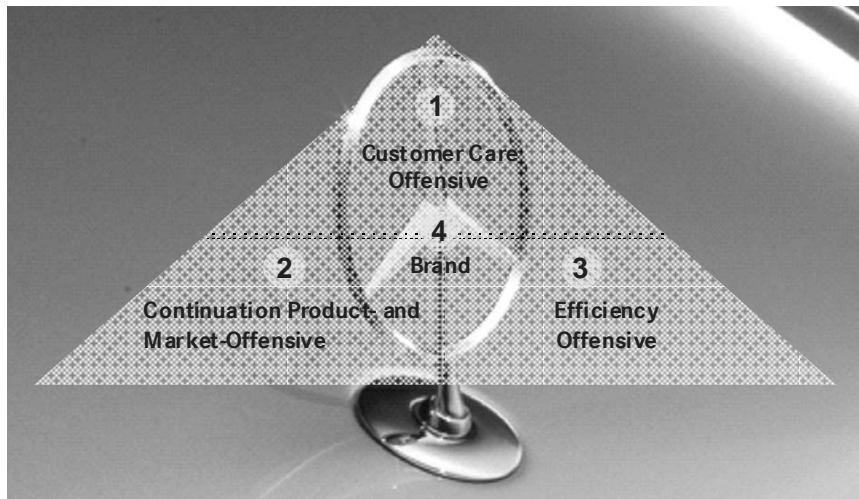 1
Customer Care
Offensive
4
Brand
2
Continuation Product- and
Market-Offensive
3
Efficiency
Offensive